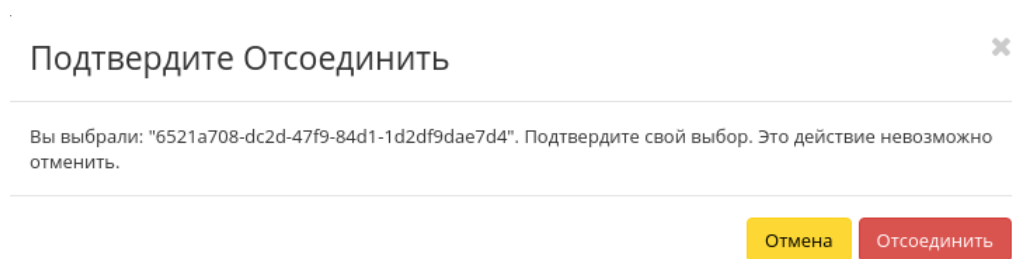 Подтвердите Отсоединить
Вы выбрали: "6521a708-dc2d-47f9-84d1-1d2df9dae7d4". Подтвердите свой выбор. Это действие невозможно
отменить.
Отмена Отсоединить